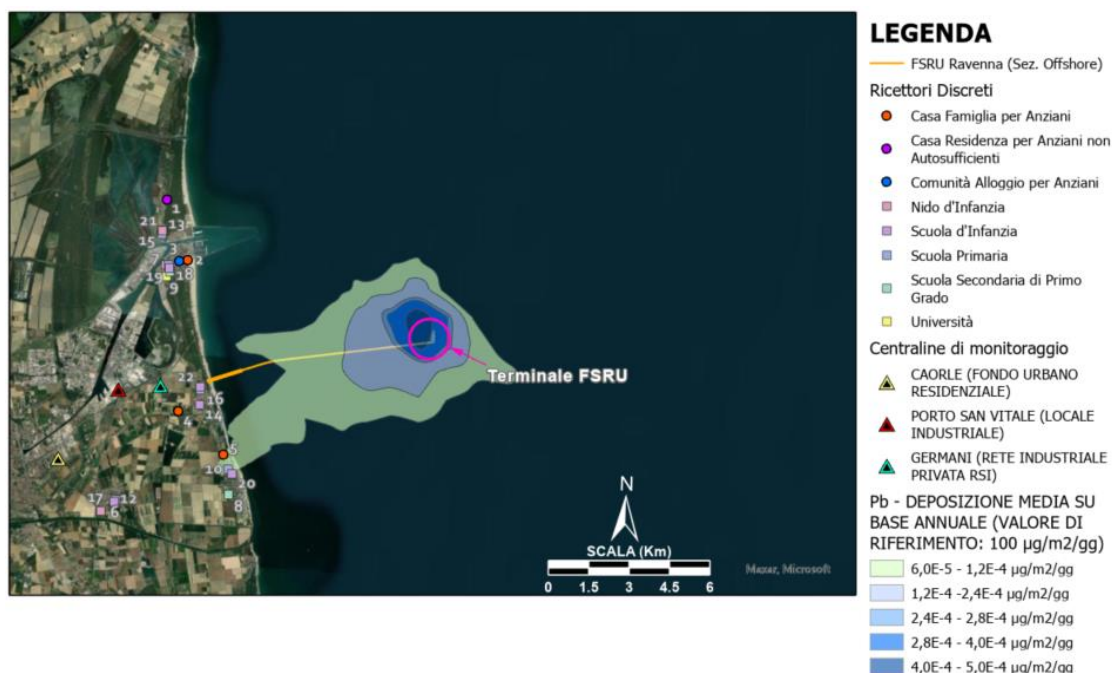 21
1
13
15
3
7
2
19
18
9
22
16
14
4
5
10
20
8
17
12
6
Terminale FSRU
N
SCALA (Km)
0 1.5 3 4.5 6
Maxar, Microsoft
LEGENDA
FSRU Ravenna (Sez. Offshore)
Ricettori Discreti
Casa Famiglia per Anziani
Casa Residenza per Anziani non
Autosufficienti
Comunità Alloggio per Anziani
Nido d'Infanzia
Scuola d'Infanzia
Scuola Primaria
Scuola Secondaria di Primo
Grado
Università
Centraline di monitoraggio
CAORLE (FONDO URBANO
RESIDENZIALE)
PORTO SAN VITALE (LOCALE
INDUSTRIALE)
GERMANI (RETE INDUSTRIALE
PRIVATA RSI)
Pb - DEPOSIZIONE MEDIA SU
BASE ANNUALE (VALORE DI
RIFERIMENTO: 100 µg/m2/gg)
6,0E-5 - 1,2E-4 µg/m2/gg
1,2E-4 -2,4E-4 µg/m2/gg
2,4E-4 - 2,8E-4 µg/m2/gg
2,8E-4 - 4,0E-4 µg/m2/gg
4,0E-4 - 5,0E-4 µg/m2/gg